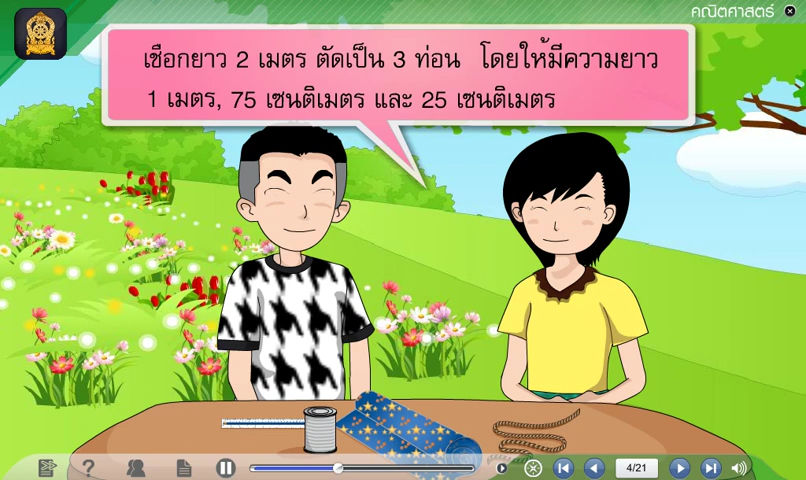 คณิตศาสตร์
เชือกยาว 2 เมตร ตัดเป็น 3 ท่อน โดยให้มีความยาว
1 เมตร, 75 เซนติเมตร และ 25 เซนติเมตร
4/21